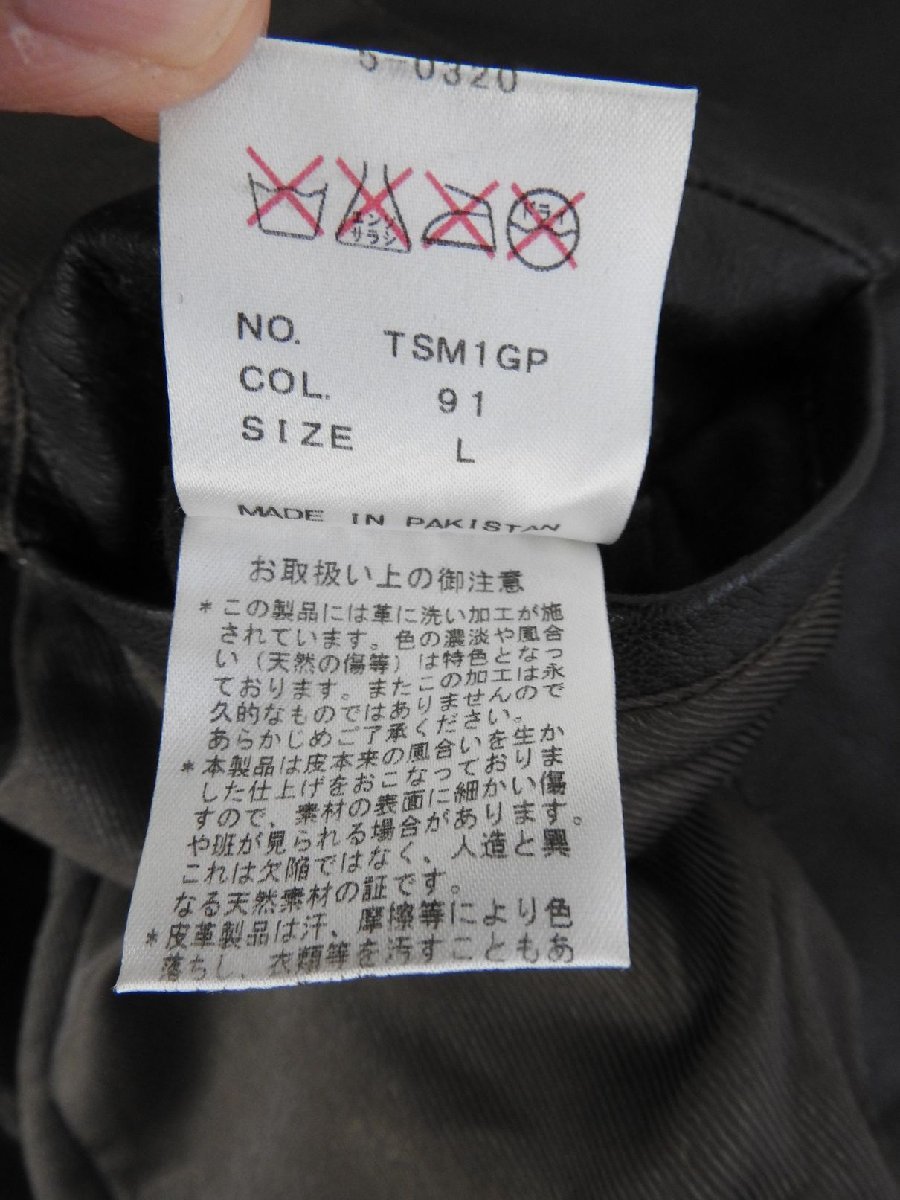 5-0320
エンソ
サラシ
ドライ
NO. TSM1GP
COL. 91
SIZE L
MADE IN PAKISTAN
お取扱い上の御注意
*この製品には革に洗い加工が施
されています。色の濃淡や風合
い（天然の傷等）は特色となっ
ております。またこの加工は永
久的なものではありませんので
あらかじめご了承ください。
*本製品は皮本来の風合いを生か
した仕上げをおこなっておりま
すので、素材の表面に細かい傷
や班が見られる場合があります。
これは欠陥ではなく、人造と異
なる天然素材の証です。
*皮革製品は汗、摩擦等により色
落ちし、衣類等を汚すこともあ